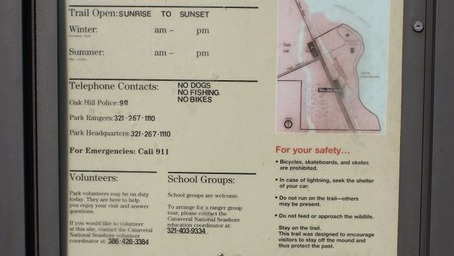 Trail Open: SUNRISE TO SUNSET
Winter: am – pm
Summer: am – pm
Telephone Contacts:
NO DOGS
NO FISHING
NO BIKES
Oak Hill Police: 911
Park Rangers: 321·267·1110
Park Headquarters: 321·267·1110
For Emergencies: Call 911
Volunteers:
Park volunteers may be on duty
today. They are here to help
you enjoy your visit and answer
questions.
If you would like to volunteer
at this site, contact the Canaveral
National Seashore volunteer
coordinator at: 386-428-3384
School Groups:
School groups are welcome.
To arrange for a ranger group
tour, please contact the
Canaveral National Seashore
education coordinator at:
321-403-9334
For your safety...
• Bicycles, skateboards, and skates
are prohibited.
• In case of lightning, seek the shelter
of your car.
• Do not run on the trail—others
may be present.
• Do not feed or approach the wildlife.
Stay on the trail.
This trail was designed to encourage
visitors to stay off the mound and
thus protect the past.